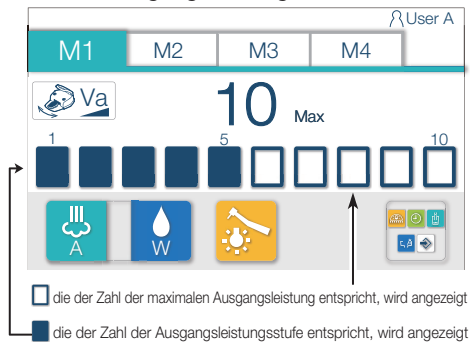 User A
M1 M2 M3 M4
Va 10 Max
1 5 10
A W
die der Zahl der maximalen Ausgangsleistung entspricht, wird angezeigt
die der Zahl der Ausgangsleistungsstufe entspricht, wird angezeigt